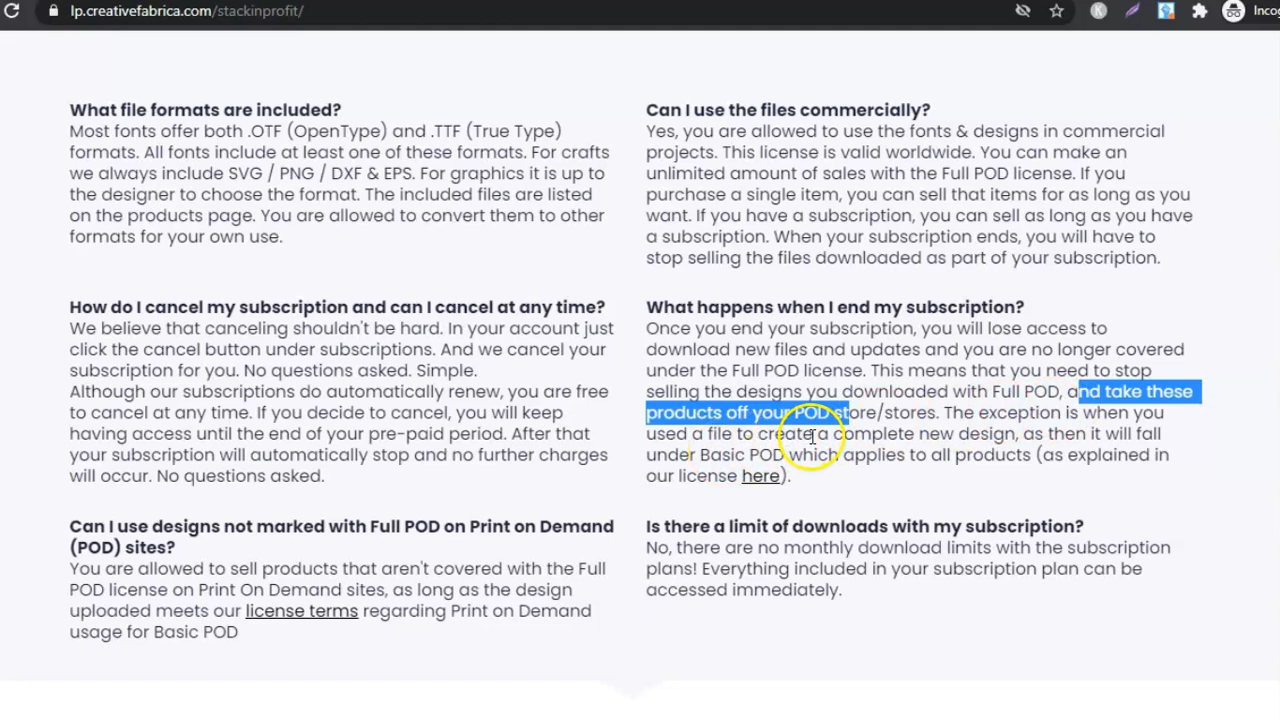 lp.creativefabrica.com/stackinprofit/
Incog
What file formats are included?
Most fonts offer both .OTF (OpenType) and .TTF (True Type)
formats. All fonts include at least one of these formats. For crafts
we always include SVG / PNG / DXF & EPS. For graphics it is up to
the designer to choose the format. The included files are listed
on the products page. You are allowed to convert them to other
formats for your own use.
Can I use the files commercially?
Yes, you are allowed to use the fonts & designs in commercial
projects. This license is valid worldwide. You can make an
unlimited amount of sales with the Full POD license. If you
purchase a single item, you can sell that items for as long as you
want. If you have a subscription, you can sell as long as you have
a subscription. When your subscription ends, you will have to
stop selling the files downloaded as part of your subscription.
How do I cancel my subscription and can I cancel at any time?
We believe that canceling shouldn't be hard. In your account just
click the cancel button under subscriptions. And we cancel your
subscription for you. No questions asked. Simple.
Although our subscriptions do automatically renew, you are free
to cancel at any time. If you decide to cancel, you will keep
having access until the end of your pre-paid period. After that
your subscription will automatically stop and no further charges
will occur. No questions asked.
What happens when I end my subscription?
Once you end your subscription, you will lose access to
download new files and updates and you are no longer covered
under the Full POD license. This means that you need to stop
selling the designs you downloaded with Full POD, and take these
products off your POD store/stores. The exception is when you
used a file to create a complete new design, as then it will fall
under Basic POD which applies to all products (as explained in
our license here).
Can I use designs not marked with Full POD on Print on Demand
(POD) sites?
You are allowed to sell products that aren't covered with the Full
POD license on Print On Demand sites, as long as the design
uploaded meets our license terms regarding Print on Demand
usage for Basic POD
Is there a limit of downloads with my subscription?
No, there are no monthly download limits with the subscription
plans! Everything included in your subscription plan can be
accessed immediately.